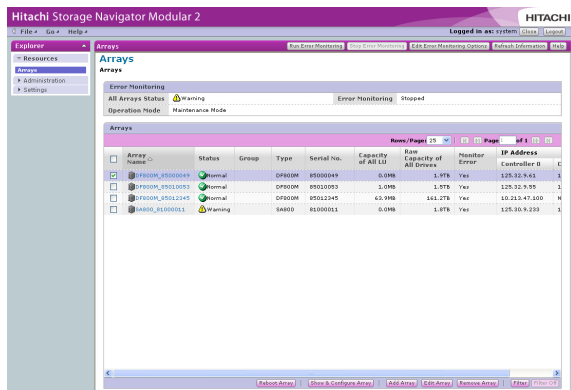 Hitachi Storage Navigator Modular 2
HITACHI
File Go Help
Logged in as: system Close Logout
Explorer
Arrays
Run Error Monitoring Stop Error Monitoring Edit Error Monitoring Options Refresh Information Help
Resources
Arrays
Administration
Settings
Arrays
Arrays
Error Monitoring
All Arrays Status Warning Error Monitoring Stopped
Operation Mode Maintenance Mode
Arrays
Rows/Page: 25 Page of 1
Array Name Status Group Type Serial No. Capacity of All LU Raw Capacity of All Drives Monitor Error IP Address
Controller 0 C
DF800M_85000049 Normal DF800M 85000049 0.0MB 1.9TB Yes 125.32.9.61 1
DF800M_85010053 Normal DF800M 85010053 1.0MB 1.5TB Yes 125.32.9.55 1
DF800M_85012345 Normal DF800M 85012345 63.9MB 161.2TB Yes 10.213.47.100 N
SA800_81000011 Warning SA800 81000011 0.0MB 1.8TB Yes 125.30.9.233 1
Reboot Array Show & Configure Array Add Array Edit Array Remove Array Filter Filter Off